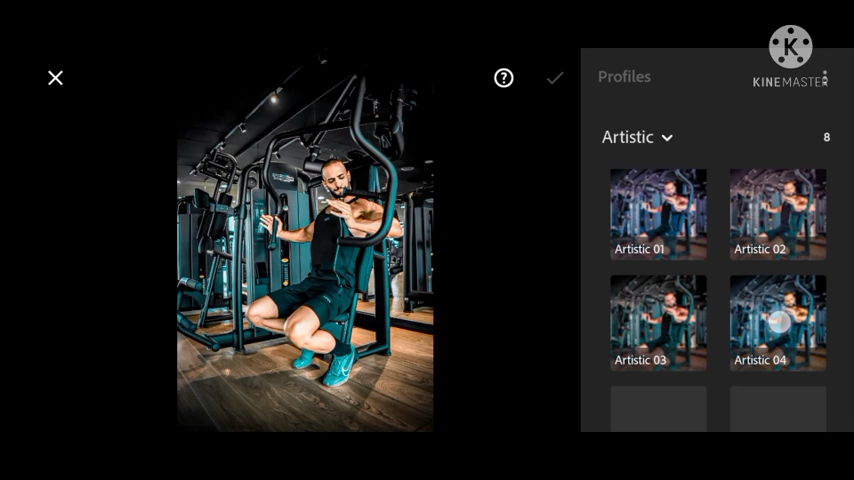 K
KINEMASTER
Profiles
Artistic
8
Artistic 01
Artistic 02
Artistic 03
Artistic 04